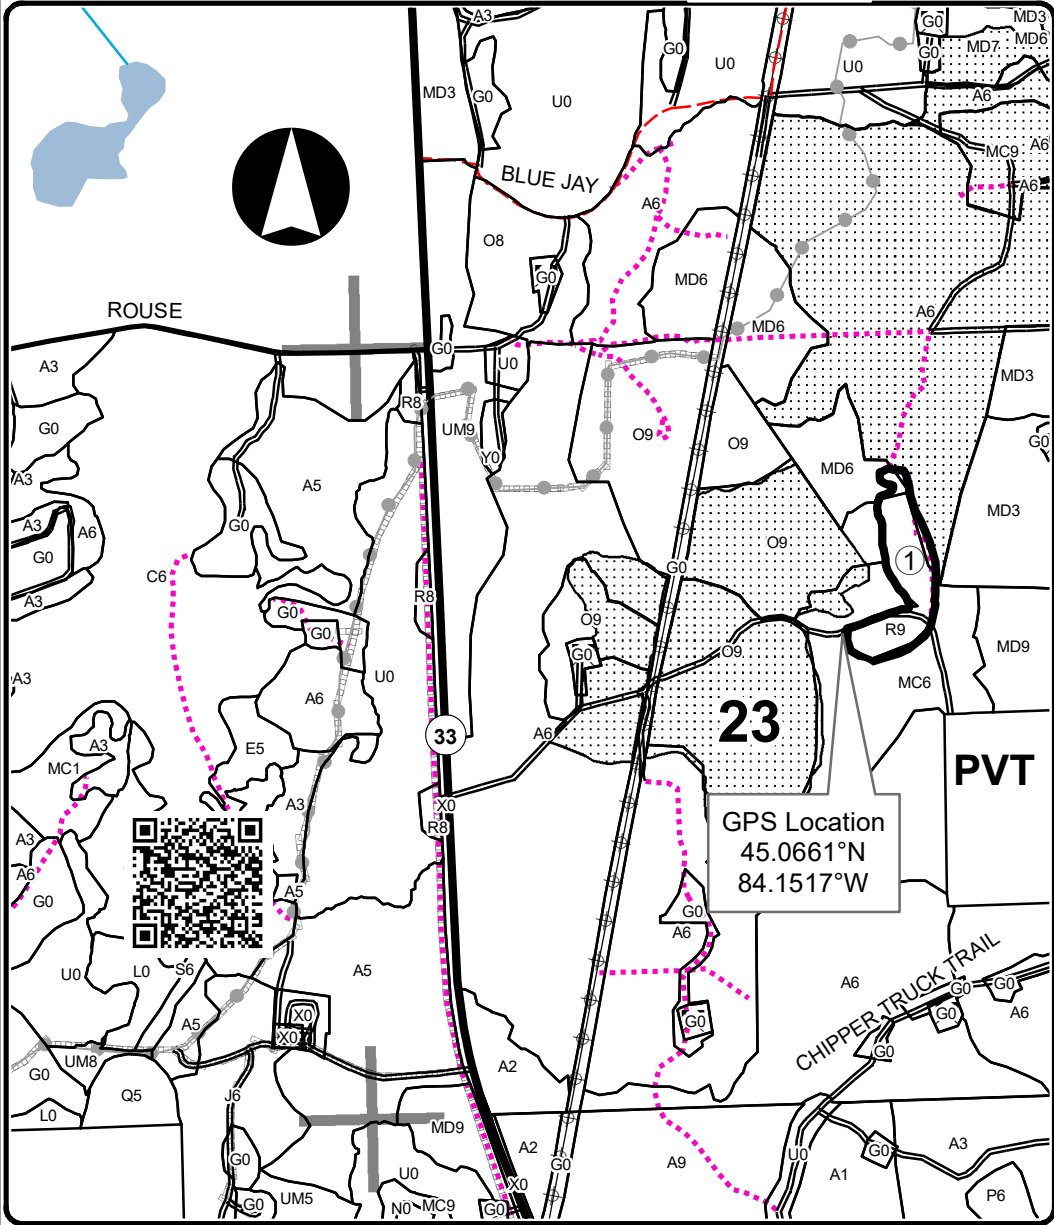 A3
G0
MD3
MD7
MD6
G0
G0
U0
U0
MD3
G0
U0
A6
MC9
A6
A6
BLUE JAY
A6
O8
G0
MD6
A6
MD6
ROUSE
G0
U0
A3
MD3
R8
G0
UM9
O9
O9
G0
Y0
MD6
A3
A5
MD3
A3
G0
A6
G0
O9
1
G0
C6
A3
R8
G0
G0
O9
R9
G0
O9
MD9
A3
A6
U0
MC6
23
33
A6
E5
A3
MC1
PVT
A3
X0
R8
GPS Location
45.0661°N
84.1517°W
A3
A6
G0
A5
G0
A6
U0
L0
S6
A5
A6
CHIPPER TRUCK TRAIL
G0
G0
A5
X0
G0
G0
A6
X0
G0
UM8
G0
A2
Q5
J6
L0
MD9
A2
U0
G0
A3
G0
U0
G0
A9
A1
X0
G0
UM5
N0
MC9
G0
P6